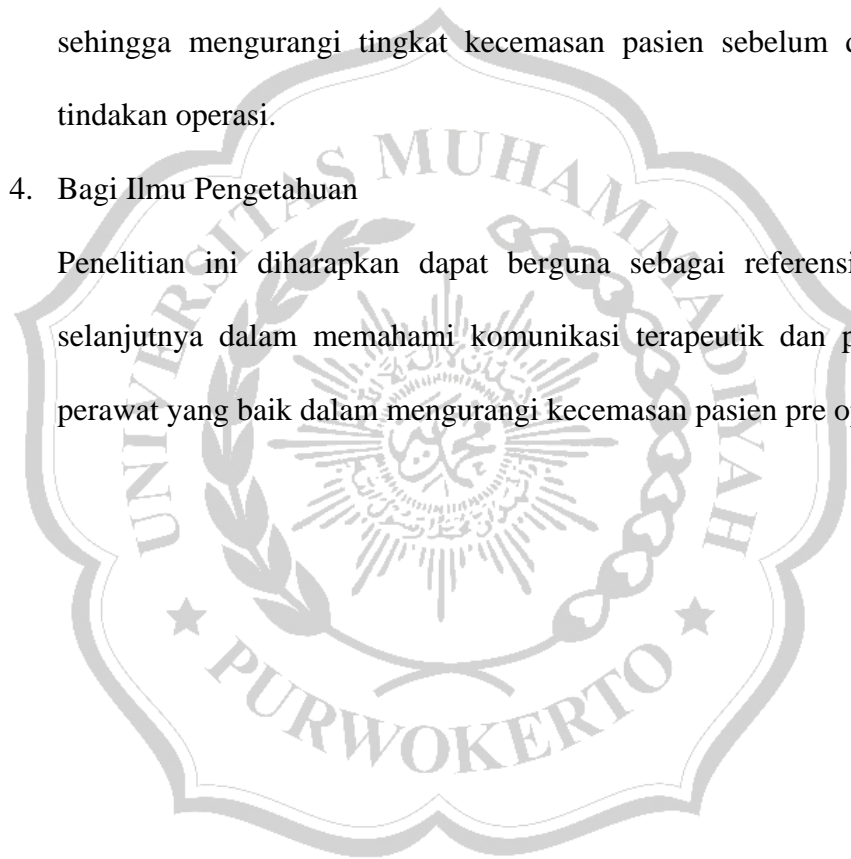 sehingga mengurangi tingkat kecemasan pasien sebelum
tindakan operasi.
4. Bagi Ilmu Pengetahuan
Penelitian ini diharapkan dapat berguna sebagai referensi
selanjutnya dalam memahami komunikasi terapeutik dan
perawat yang baik dalam mengurangi kecemasan pasien pre
UNIVERSITAS MUHAMMADIYAH
PURWOKERTO